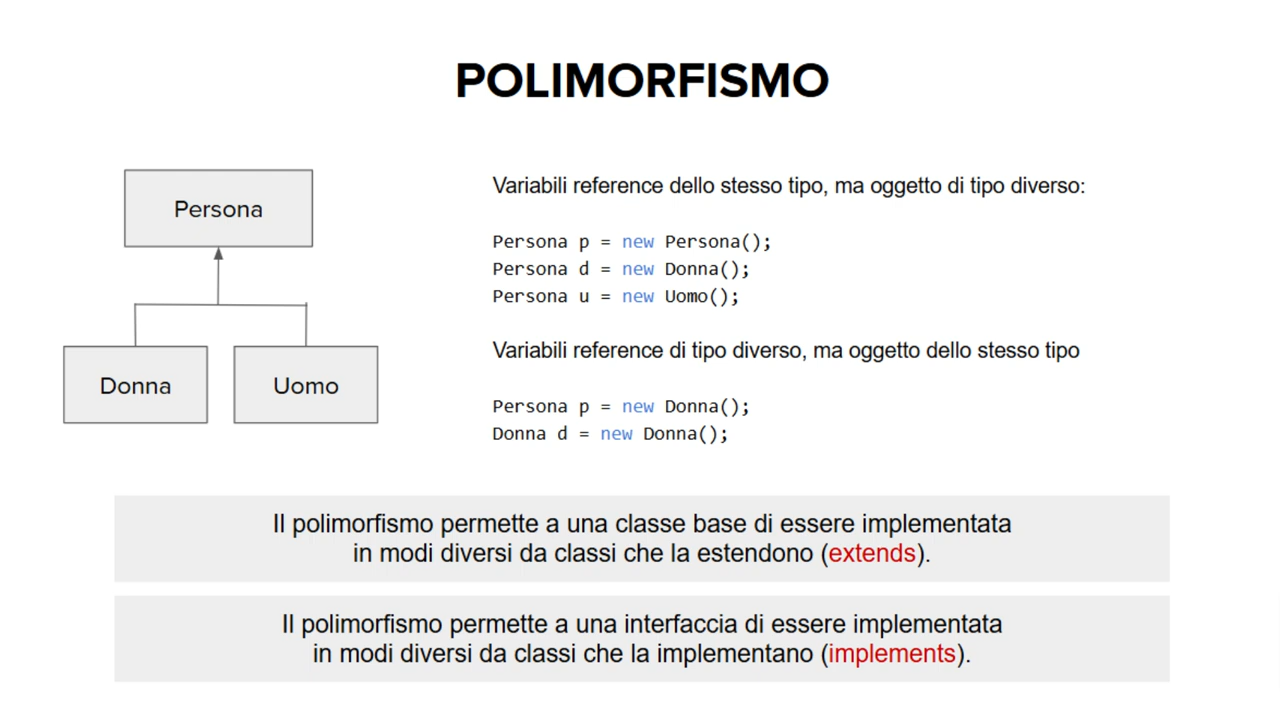 POLIMORFISMO
Persona
Donna
Uomo
Variabili reference dello stesso tipo, ma oggetto di tipo diverso:
Persona p = new Persona();
Persona d = new Donna();
Persona u = new Uomo();
Variabili reference di tipo diverso, ma oggetto dello stesso tipo
Persona p = new Donna();
Donna d = new Donna();
Il polimorfismo permette a una classe base di essere implementata
in modi diversi da classi che la estendono (extends).
Il polimorfismo permette a una interfaccia di essere implementata
in modi diversi da classi che la implementano (implements).